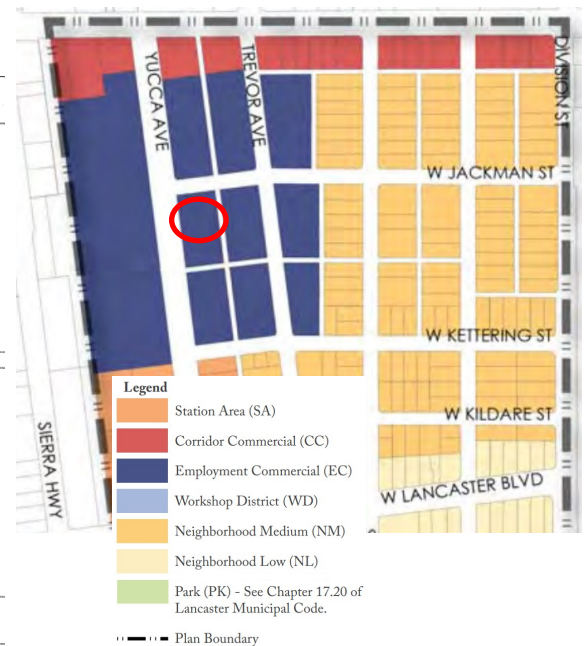 YUCCA AVE
TREVOR AVE
DIVISION ST
W JACKMAN ST
W KETTERING ST
W KILDARE ST
W LANCASTER BLVD
SIERRA HWY
Legend
Station Area (SA)
Corridor Commercial (CC)
Employment Commercial (EC)
Workshop District (WD)
Neighborhood Medium (NM)
Neighborhood Low (NL)
Park (PK) - See Chapter 17.20 of
Lancaster Municipal Code.
Plan Boundary